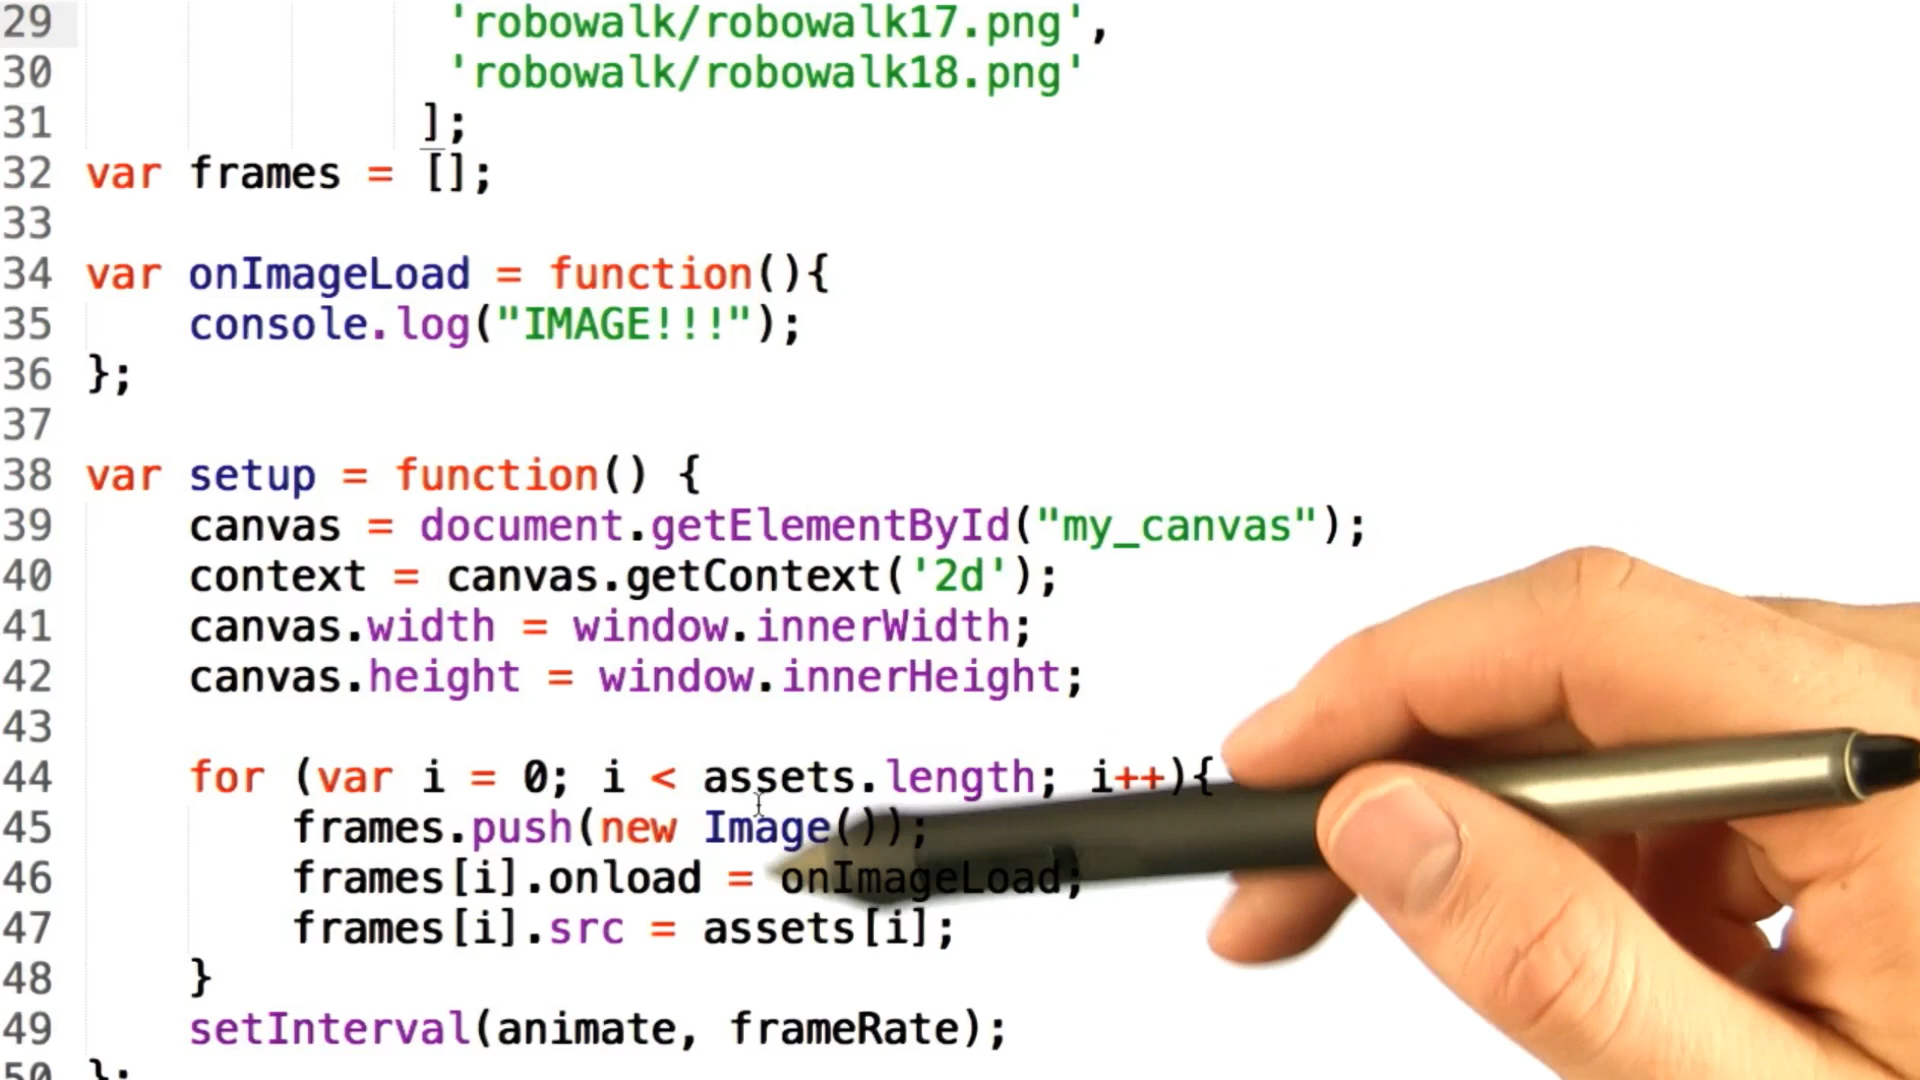 29 'robowalk/robowalk17.png',
30 'robowalk/robowalk18.png'
31 ];
32 var frames = [];
33
34 var onImageLoad = function(){
35 console.log("IMAGE!!!");
36 };
37
38 var setup = function() {
39 canvas = document.getElementById("my_canvas");
40 context = canvas.getContext('2d');
41 canvas.width = window.innerWidth;
42 canvas.height = window.innerHeight;
43
44 for (var i = 0; i < assets.length; i++){
45 frames.push(new Image());
46 frames[i].onload = onImageLoad;
47 frames[i].src = assets[i];
48 }
49 setInterval(animate, frameRate);
50 };